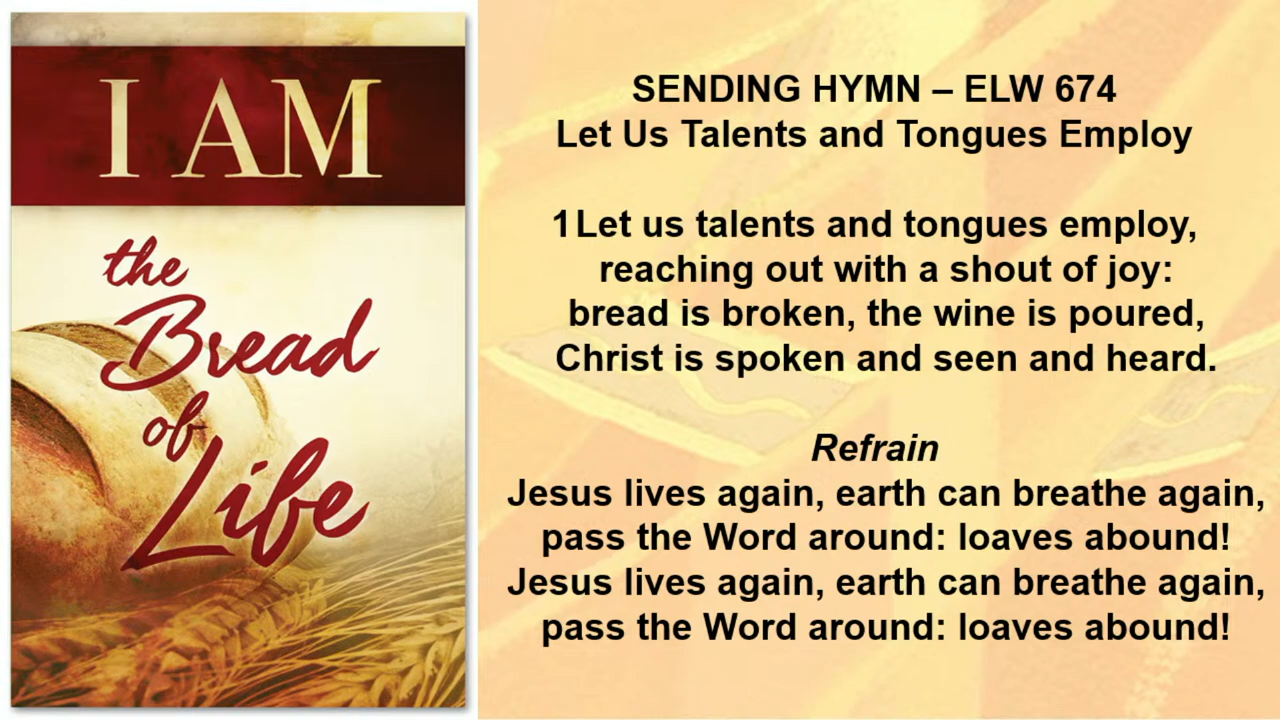 I AM
the
Bread
of
Life
SENDING HYMN – ELW 674
Let Us Talents and Tongues Employ
1 Let us talents and tongues employ,
reaching out with a shout of joy:
bread is broken, the wine is poured,
Christ is spoken and seen and heard.
Refrain
Jesus lives again, earth can breathe again,
pass the Word around: loaves abound!
Jesus lives again, earth can breathe again,
pass the Word around: loaves abound!